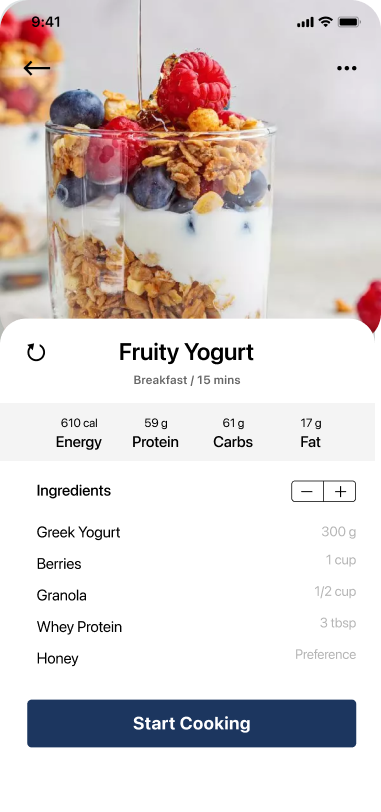 9:41
Fruity Yogurt
Breakfast / 15 mins
610 cal 59 g 61 g 17 g
Energy Protein Carbs Fat
Ingredients
Greek Yogurt 300 g
Berries 1 cup
Granola 1/2 cup
Whey Protein 3 tbsp
Honey Preference
Start Cooking